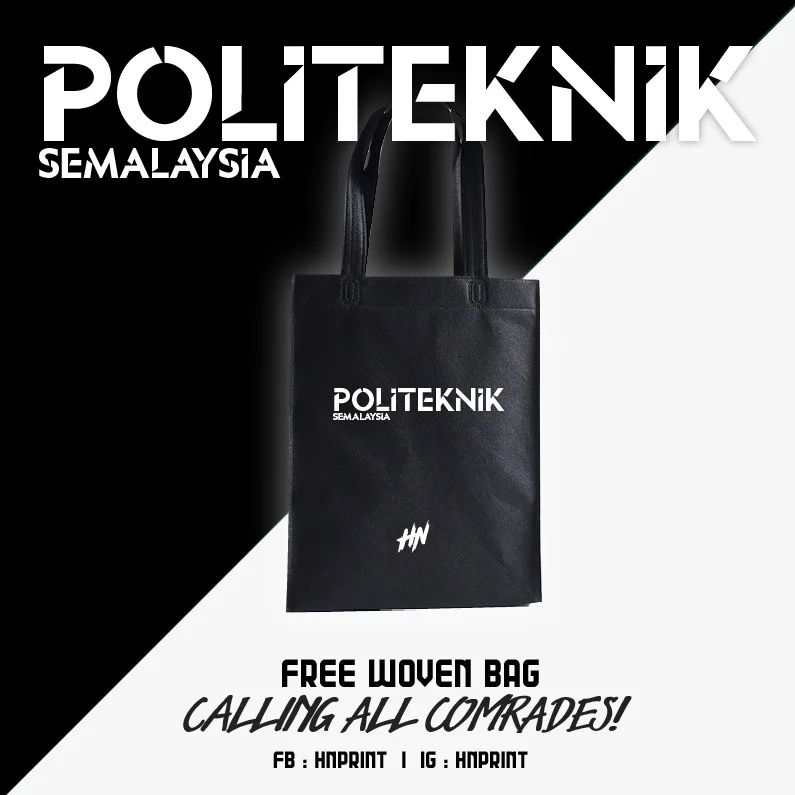 POLiTEKNiK
SEMALAYSiA
POLiTEKNiK
SEMALAYSiA
HN
FREE WOVEN BAG
CALLING ALL COMRADES!
FB : HNPRINT | IG : HNPRINT